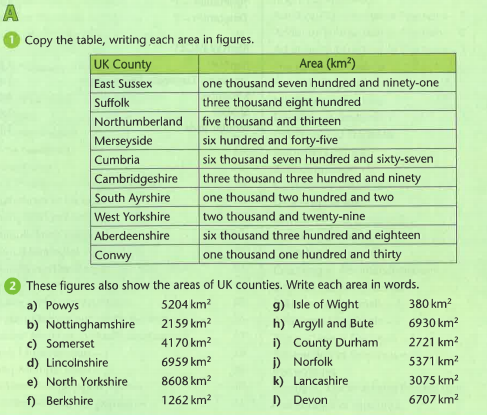 A
1 Copy the table, writing each area in figures.
UK County Area (km²)
East Sussex one thousand seven hundred and ninety-one
Suffolk three thousand eight hundred
Northumberland five thousand and thirteen
Merseyside six hundred and forty-five
Cumbria six thousand seven hundred and sixty-seven
Cambridgeshire three thousand three hundred and ninety
South Ayrshire one thousand two hundred and two
West Yorkshire two thousand and twenty-nine
Aberdeenshire six thousand three hundred and eighteen
Conwy one thousand one hundred and thirty
2 These figures also show the areas of UK counties. Write each area in words.
a) Powys 5204 km² g) Isle of Wight 380 km²
b) Nottinghamshire 2159 km² h) Argyll and Bute 6930 km²
c) Somerset 4170 km² i) County Durham 2721 km²
d) Lincolnshire 6959 km² j) Norfolk 5371 km²
e) North Yorkshire 8608 km² k) Lancashire 3075 km²
f) Berkshire 1262 km² l) Devon 6707 km²